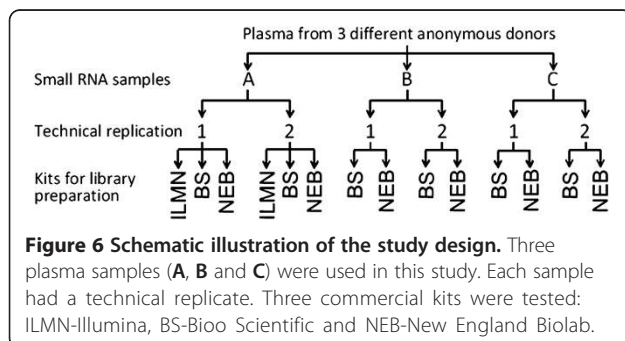 Plasma from 3 different anonymous donors
Small RNA samples A B C
Technical replication 1 2 1 2 1 2
Kits for library
preparation
ILMN BS NEB ILMN BS NEB BS NEB BS NEB BS NEB BS NEB
Figure 6 Schematic illustration of the study design. Three
plasma samples (A, B and C) were used in this study. Each sample
had a technical replicate. Three commercial kits were tested:
ILMN-Illumina, BS-Bioo Scientific and NEB-New England Biolab.